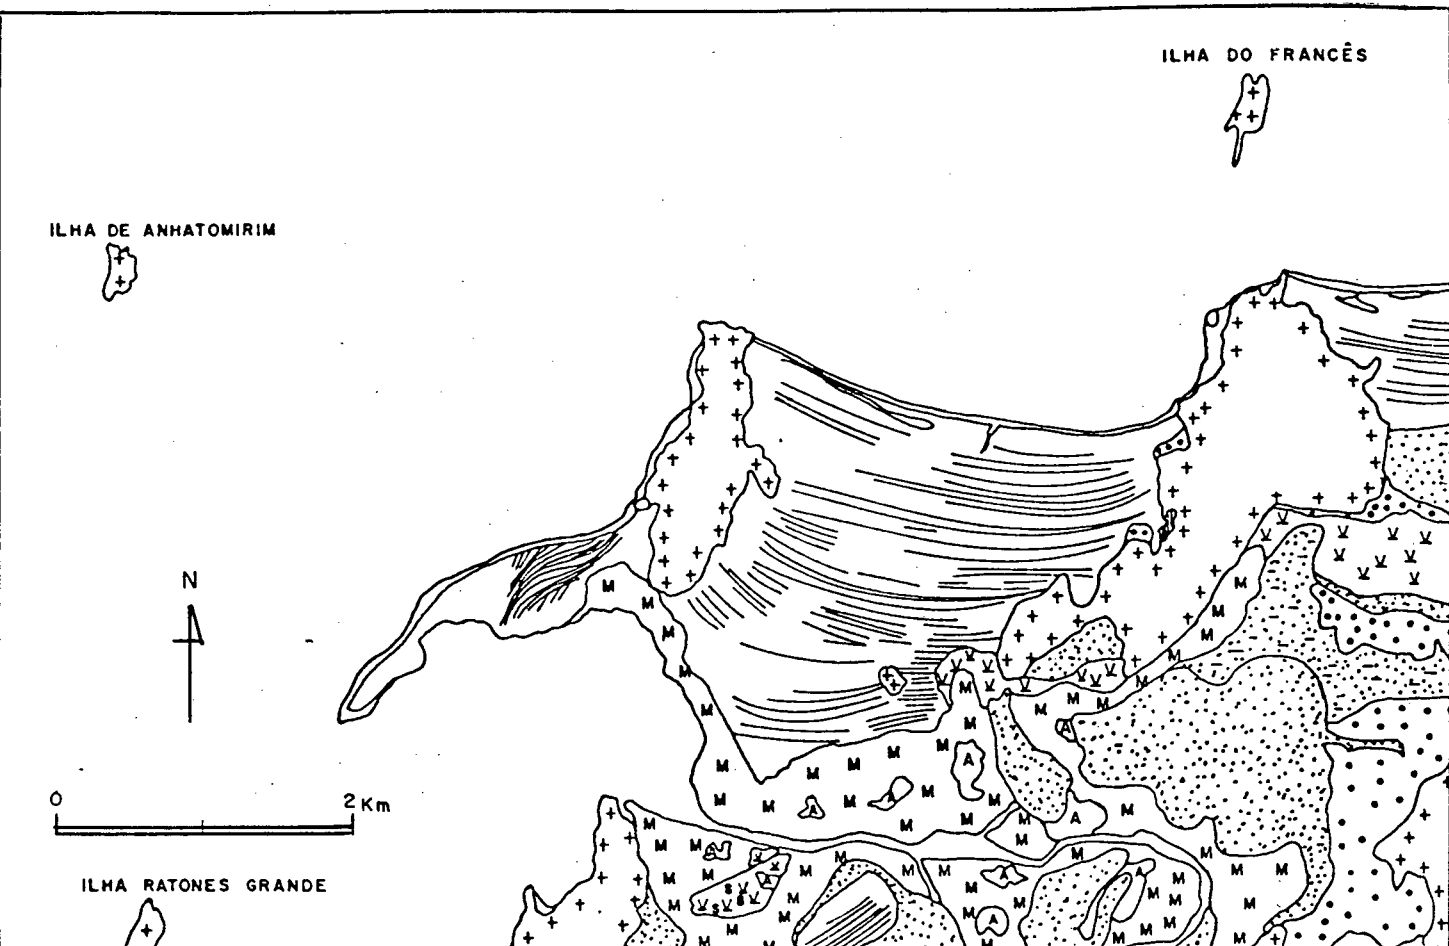 ILHA DO FRANCÊS
ILHA DE ANHATOMIRIM
N
0 2 Km
ILHA RATONES GRANDE